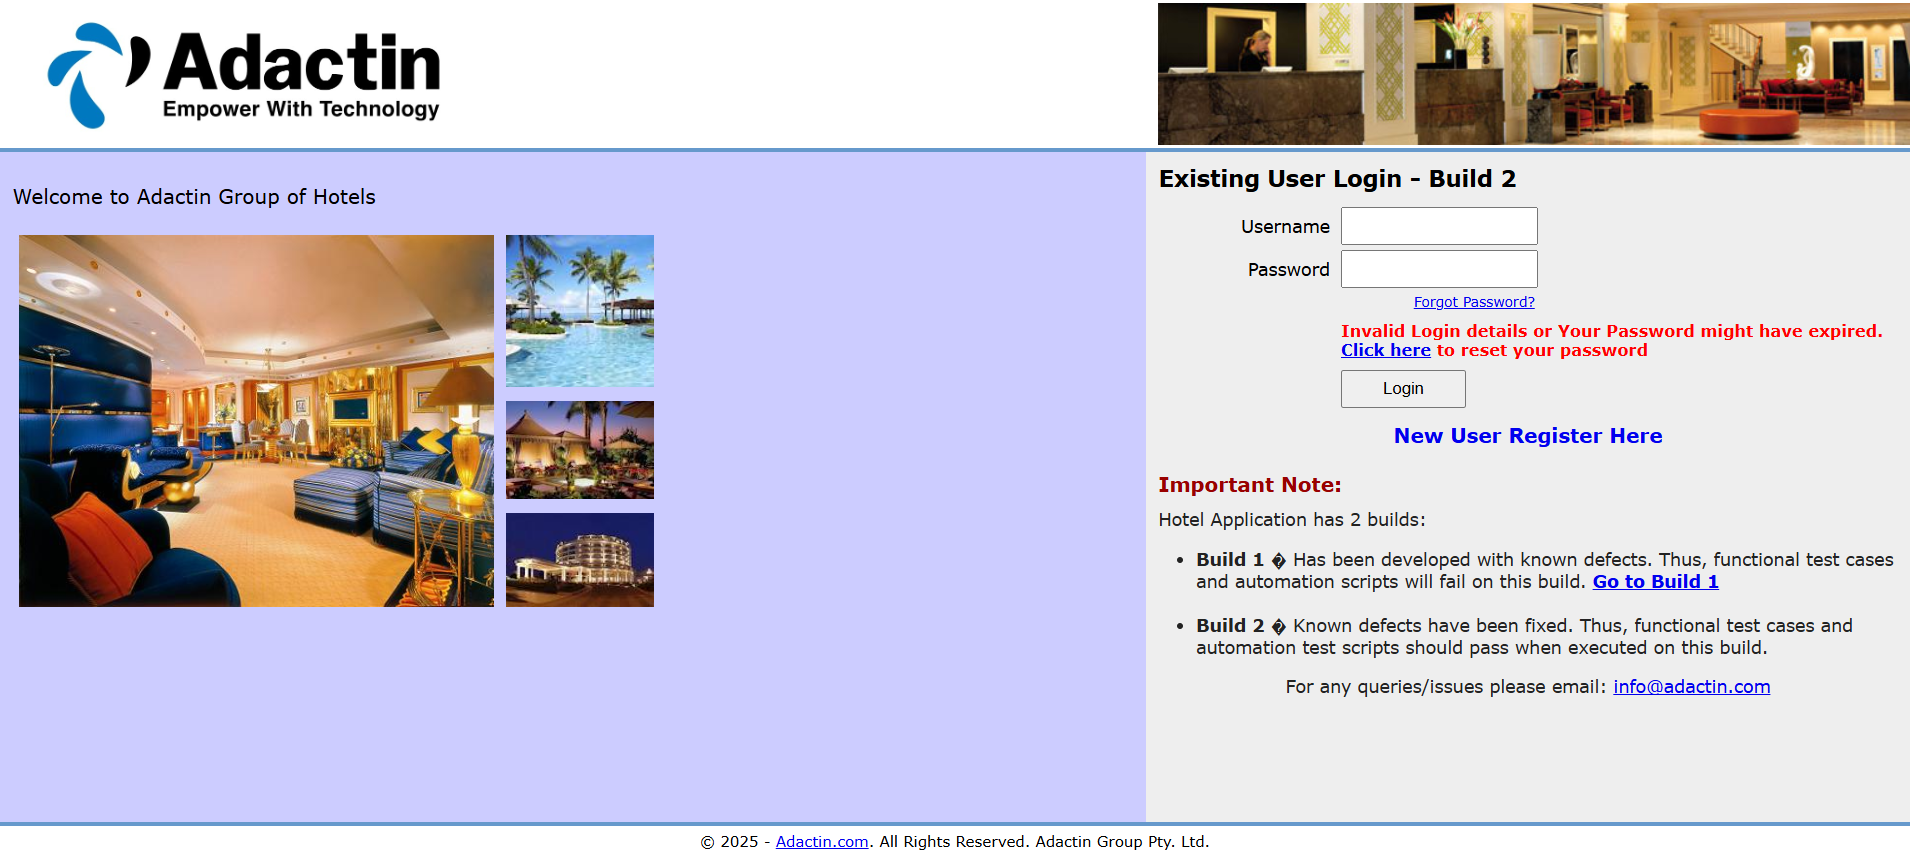 Adactin
Empower With Technology
Welcome to Adactin Group of Hotels
Existing User Login - Build 2
Username
Password
Forgot Password?
Invalid Login details or Your Password might have expired.
Click here to reset your password
Login
New User Register Here
Important Note:
Hotel Application has 2 builds:
• Build 1 � Has been developed with known defects. Thus, functional test cases
and automation scripts will fail on this build. Go to Build 1
• Build 2 � Known defects have been fixed. Thus, functional test cases and
automation test scripts should pass when executed on this build.
For any queries/issues please email: info@adactin.com
© 2025 - Adactin.com. All Rights Reserved. Adactin Group Pty. Ltd.